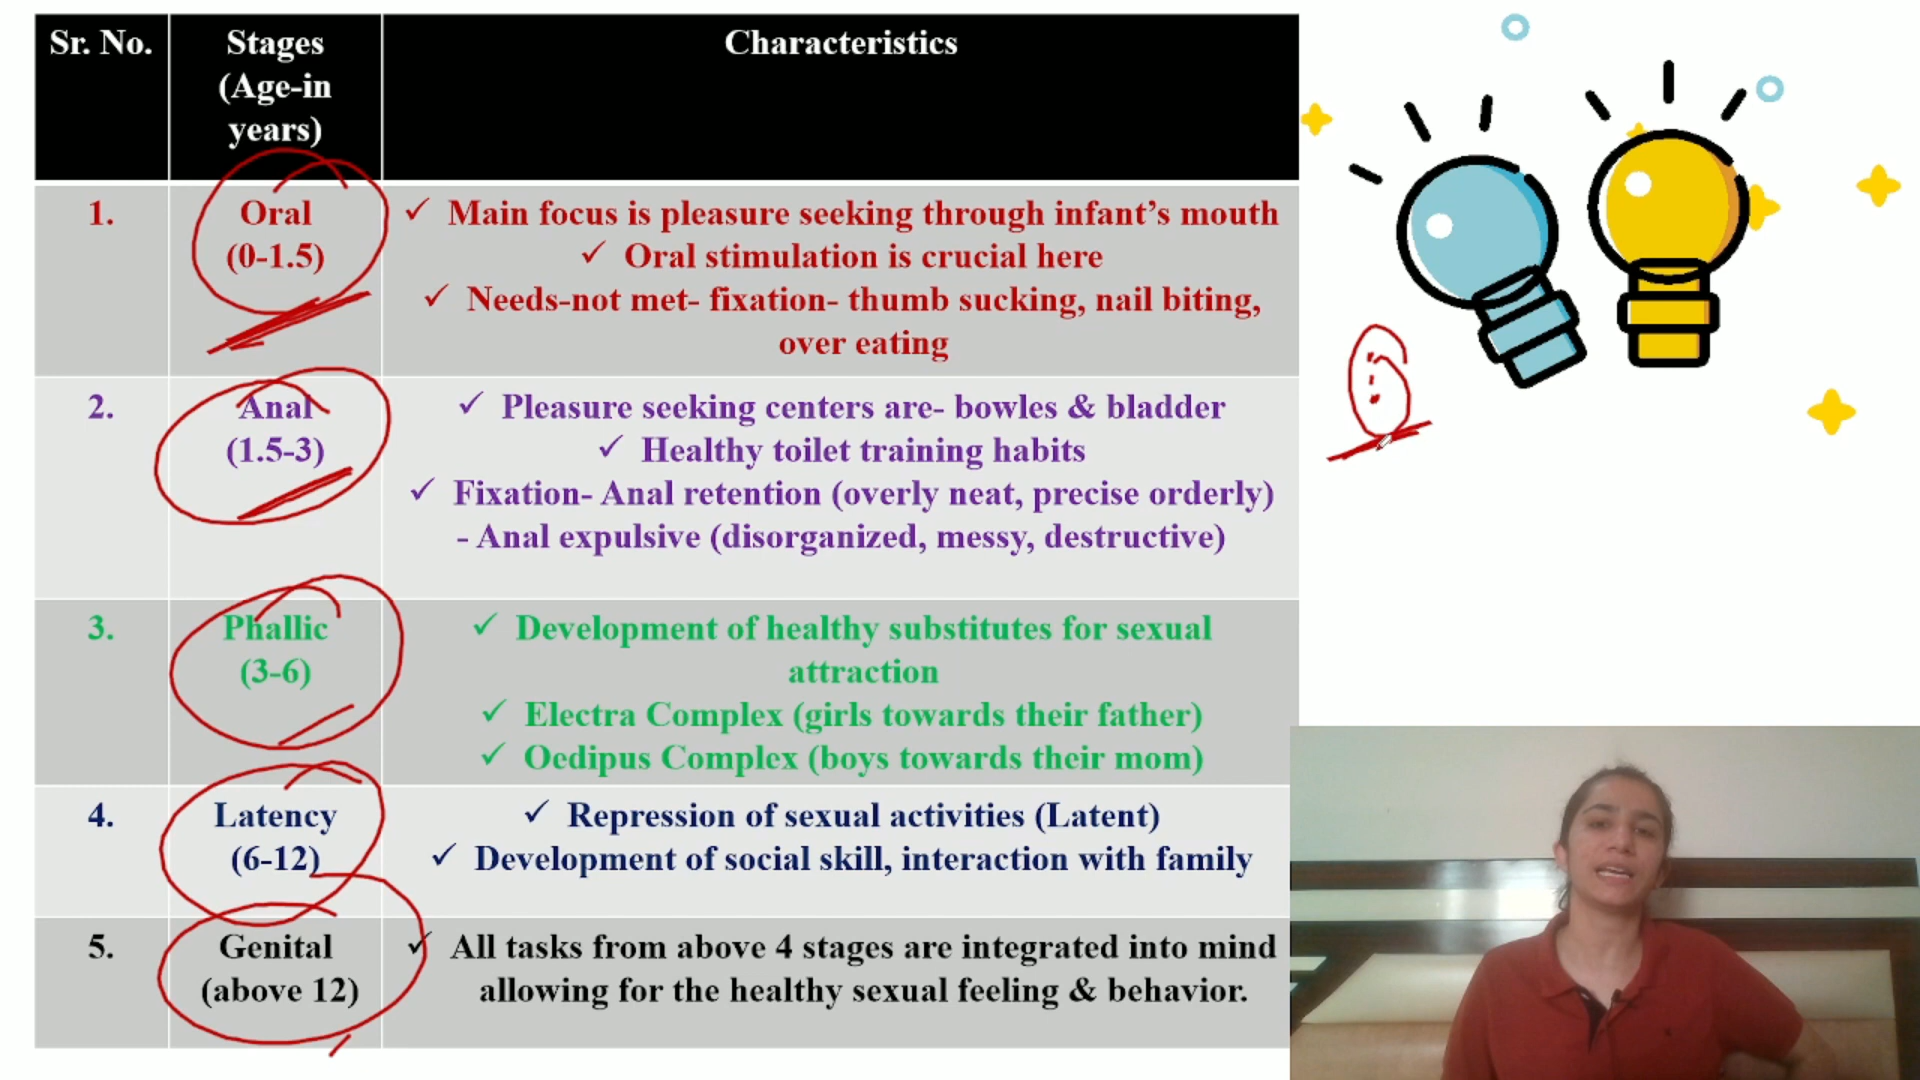 Sr. No.
Stages
(Age-in
years)
Characteristics
1.
Oral
(0-1.5)
✓ Main focus is pleasure seeking through infant’s mouth
✓ Oral stimulation is crucial here
✓ Needs-not met- fixation- thumb sucking, nail biting,
over eating
2.
Anal
(1.5-3)
✓ Pleasure seeking centers are- bowles & bladder
✓ Healthy toilet training habits
✓ Fixation- Anal retention (overly neat, precise orderly)
- Anal expulsive (disorganized, messy, destructive)
3.
Phallic
(3-6)
✓ Development of healthy substitutes for sexual
attraction
✓ Electra Complex (girls towards their father)
✓ Oedipus Complex (boys towards their mom)
4.
Latency
(6-12)
✓ Repression of sexual activities (Latent)
✓ Development of social skill, interaction with family
5.
Genital
(above 12)
✓ All tasks from above 4 stages are integrated into mind
allowing for the healthy sexual feeling & behavior.